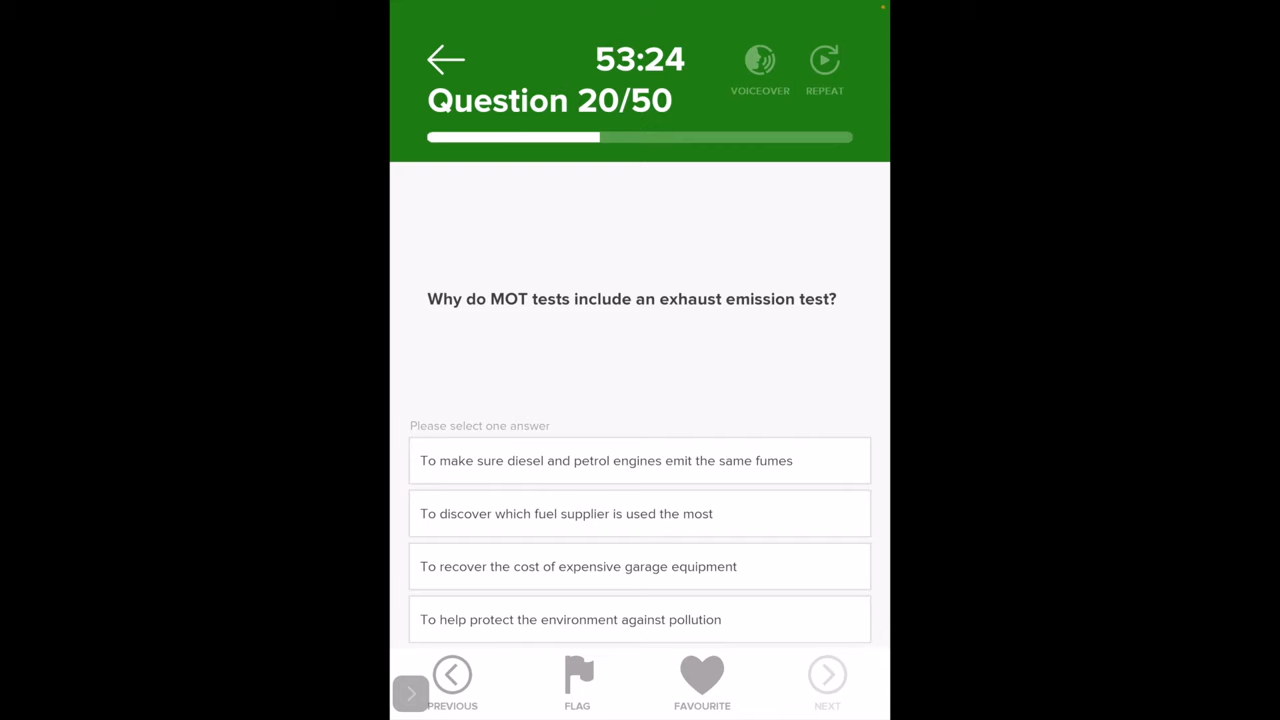 53:24
VOICEOVER
REPEAT
Question 20/50
Why do MOT tests include an exhaust emission test?
Please select one answer
To make sure diesel and petrol engines emit the same fumes
To discover which fuel supplier is used the most
To recover the cost of expensive garage equipment
To help protect the environment against pollution
PREVIOUS
FLAG
FAVOURITE
NEXT